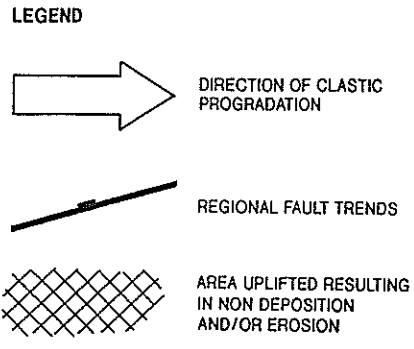 LEGEND
DIRECTION OF CLASTIC
PROGRADATION
REGIONAL FAULT TRENDS
AREA UPLIFTED RESULTING
IN NON DEPOSITION
AND/OR EROSION